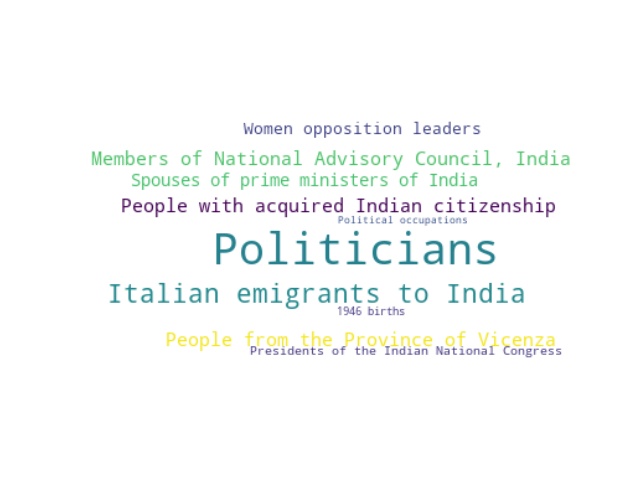 Women opposition leaders
Members of National Advisory Council, India
Spouses of prime ministers of India
People with acquired Indian citizenship
Political occupations
Politicians
Italian emigrants to India
1946 births
People from the Province of Vicenza
Presidents of the Indian National Congress